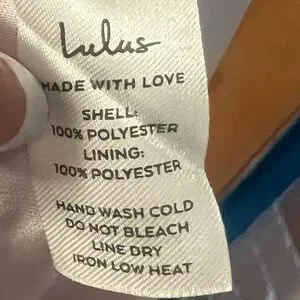 Lulus
MADE WITH LOVE
SHELL:
100% POLYESTER
LINING:
100% POLYESTER
HAND WASH COLD
DO NOT BLEACH
LINE DRY
IRON LOW HEAT